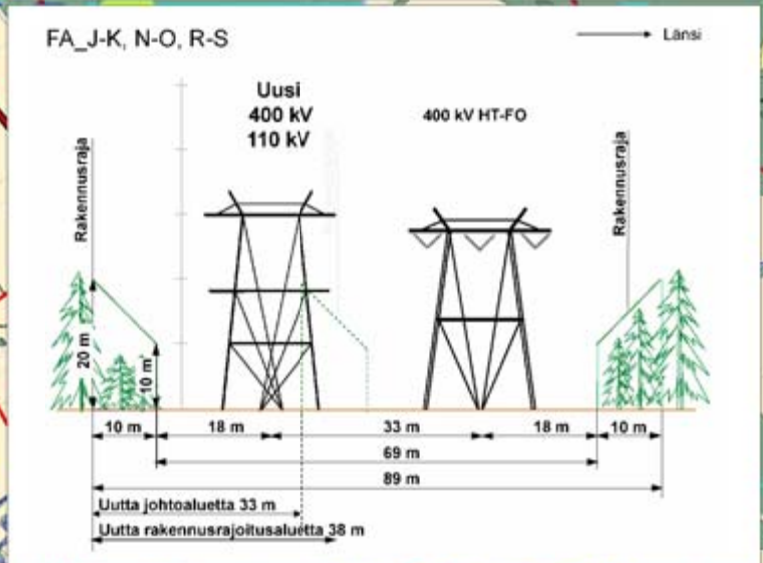 FA_J-K, N-O, R-S
Länsi
Uusi
400 kV
110 kV
400 kV HT-FO
Rakennusraja
Rakennusraja
20 m
10 m
10 m
18 m
33 m
18 m
10 m
69 m
89 m
Uutta johtoaluetta 33 m
Uutta rakennusrajoitusaluetta 38 m